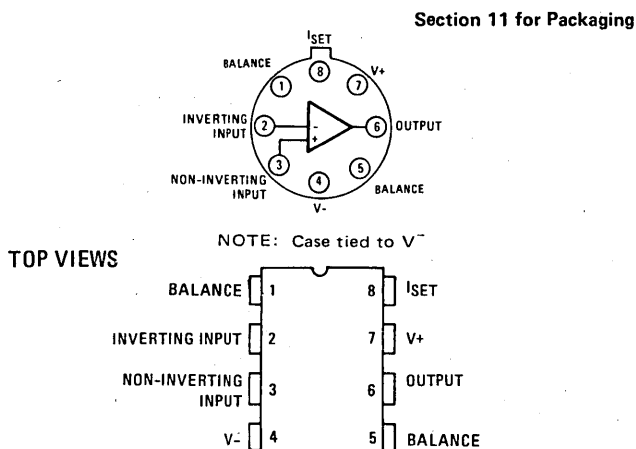 Section 11 for Packaging
ISET
BALANCE
8
V+
1
7
INVERTING
INPUT
2
-
+
6
OUTPUT
3
NON-INVERTING
INPUT
4
5
BALANCE
V-
NOTE: Case tied to V-
TOP VIEWS
BALANCE 1
8 ISET
INVERTING INPUT 2
7 V+
NON-INVERTING
INPUT 3
6 OUTPUT
V- 4
5 BALANCE